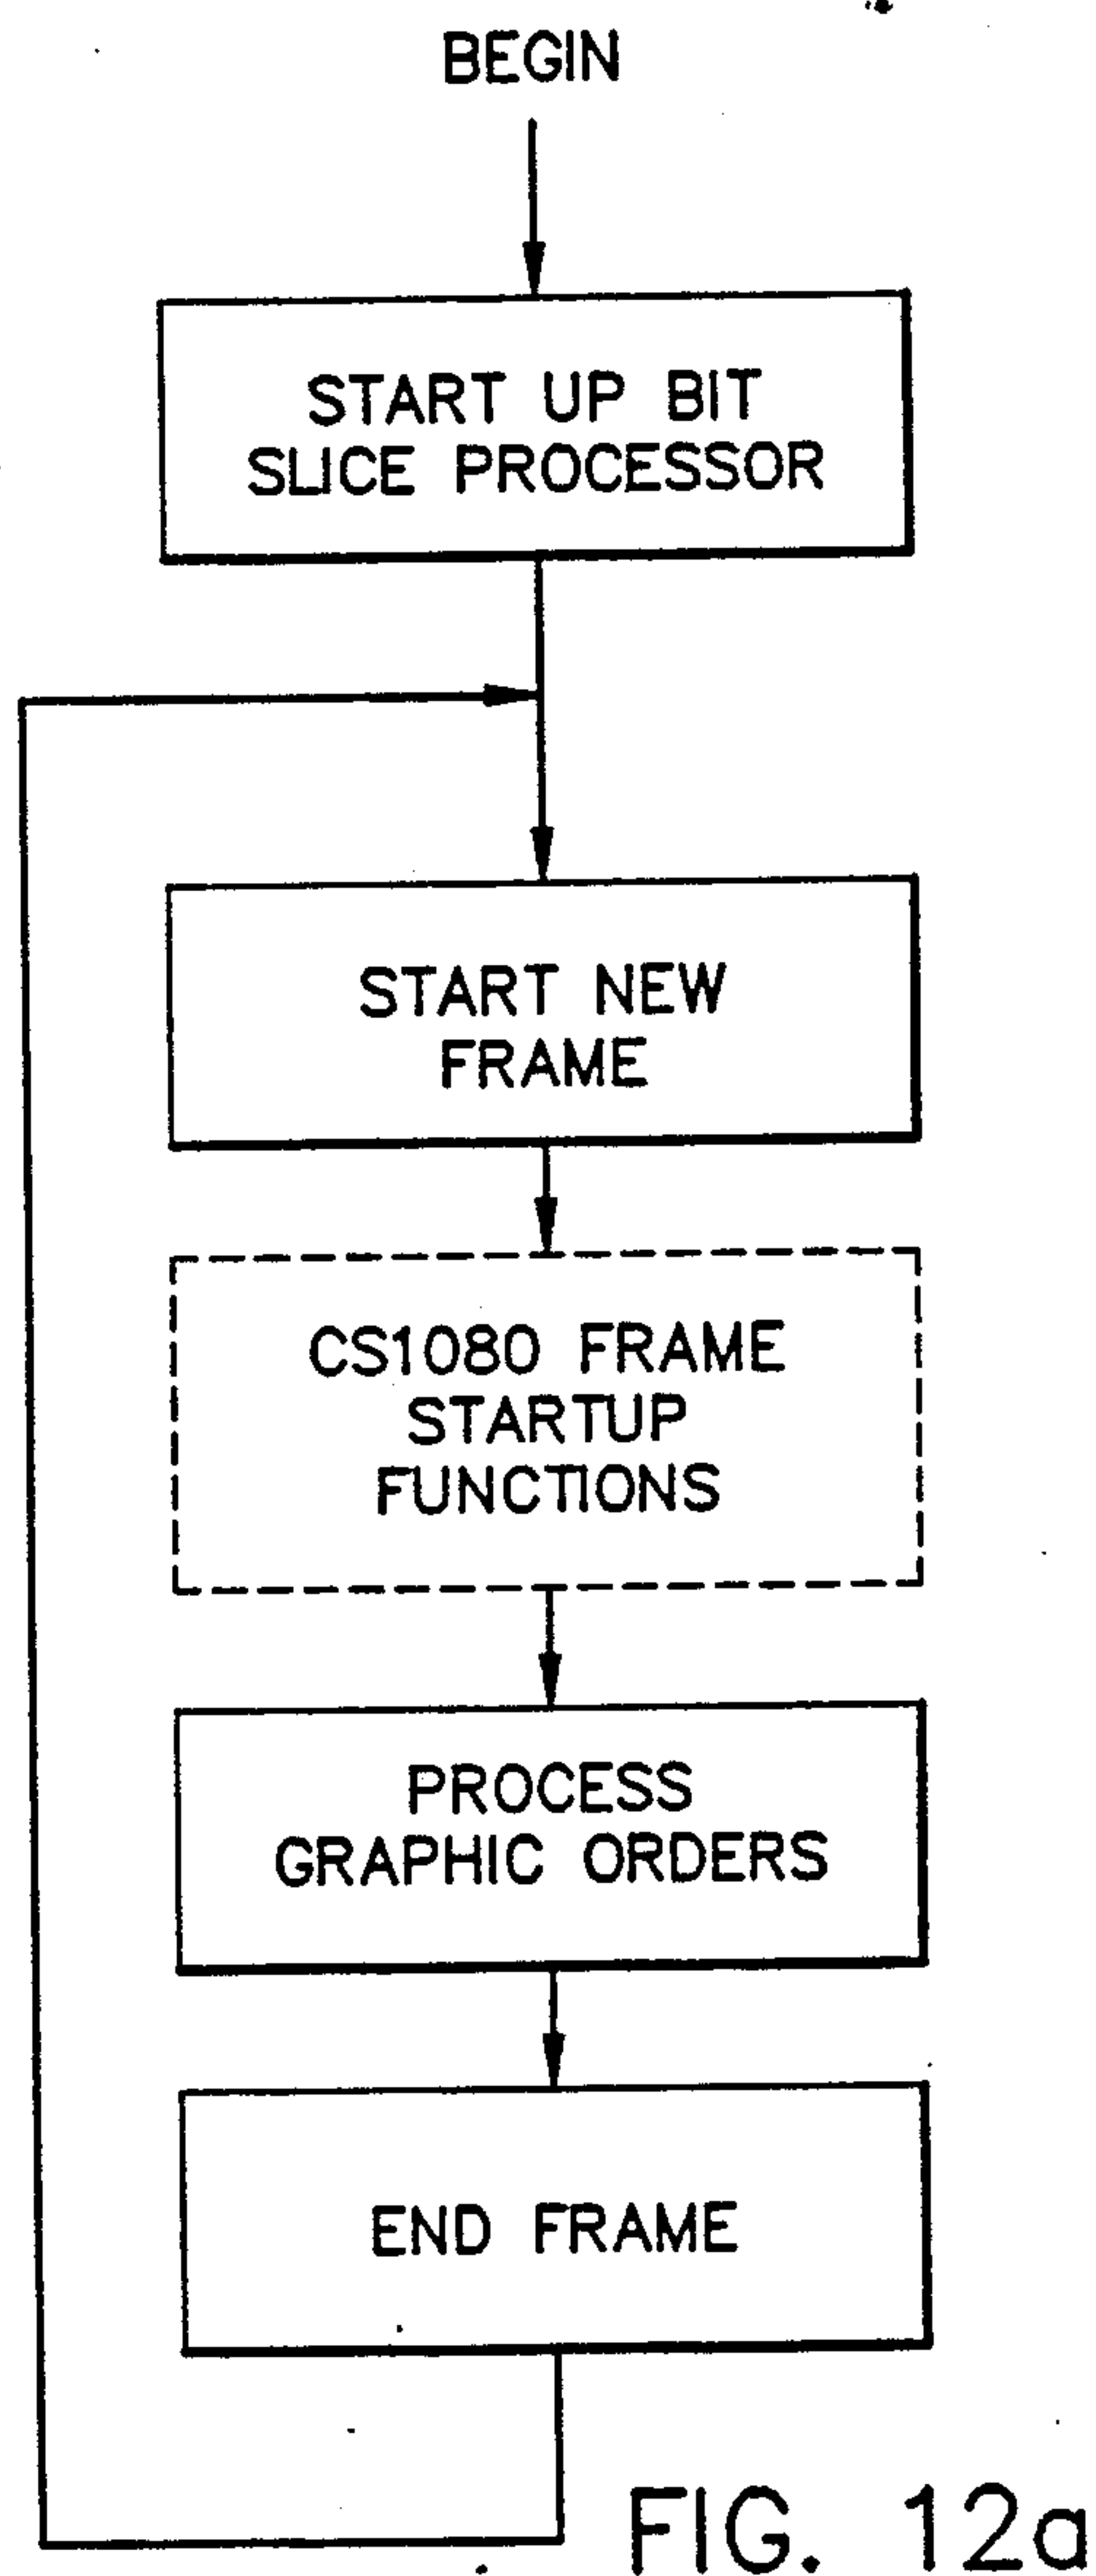 BEGIN
START UP BIT
SLICE PROCESSOR
START NEW
FRAME
CS1080 FRAME
STARTUP
FUNCTIONS
PROCESS
GRAPHIC ORDERS
END FRAME
FIG. 12a